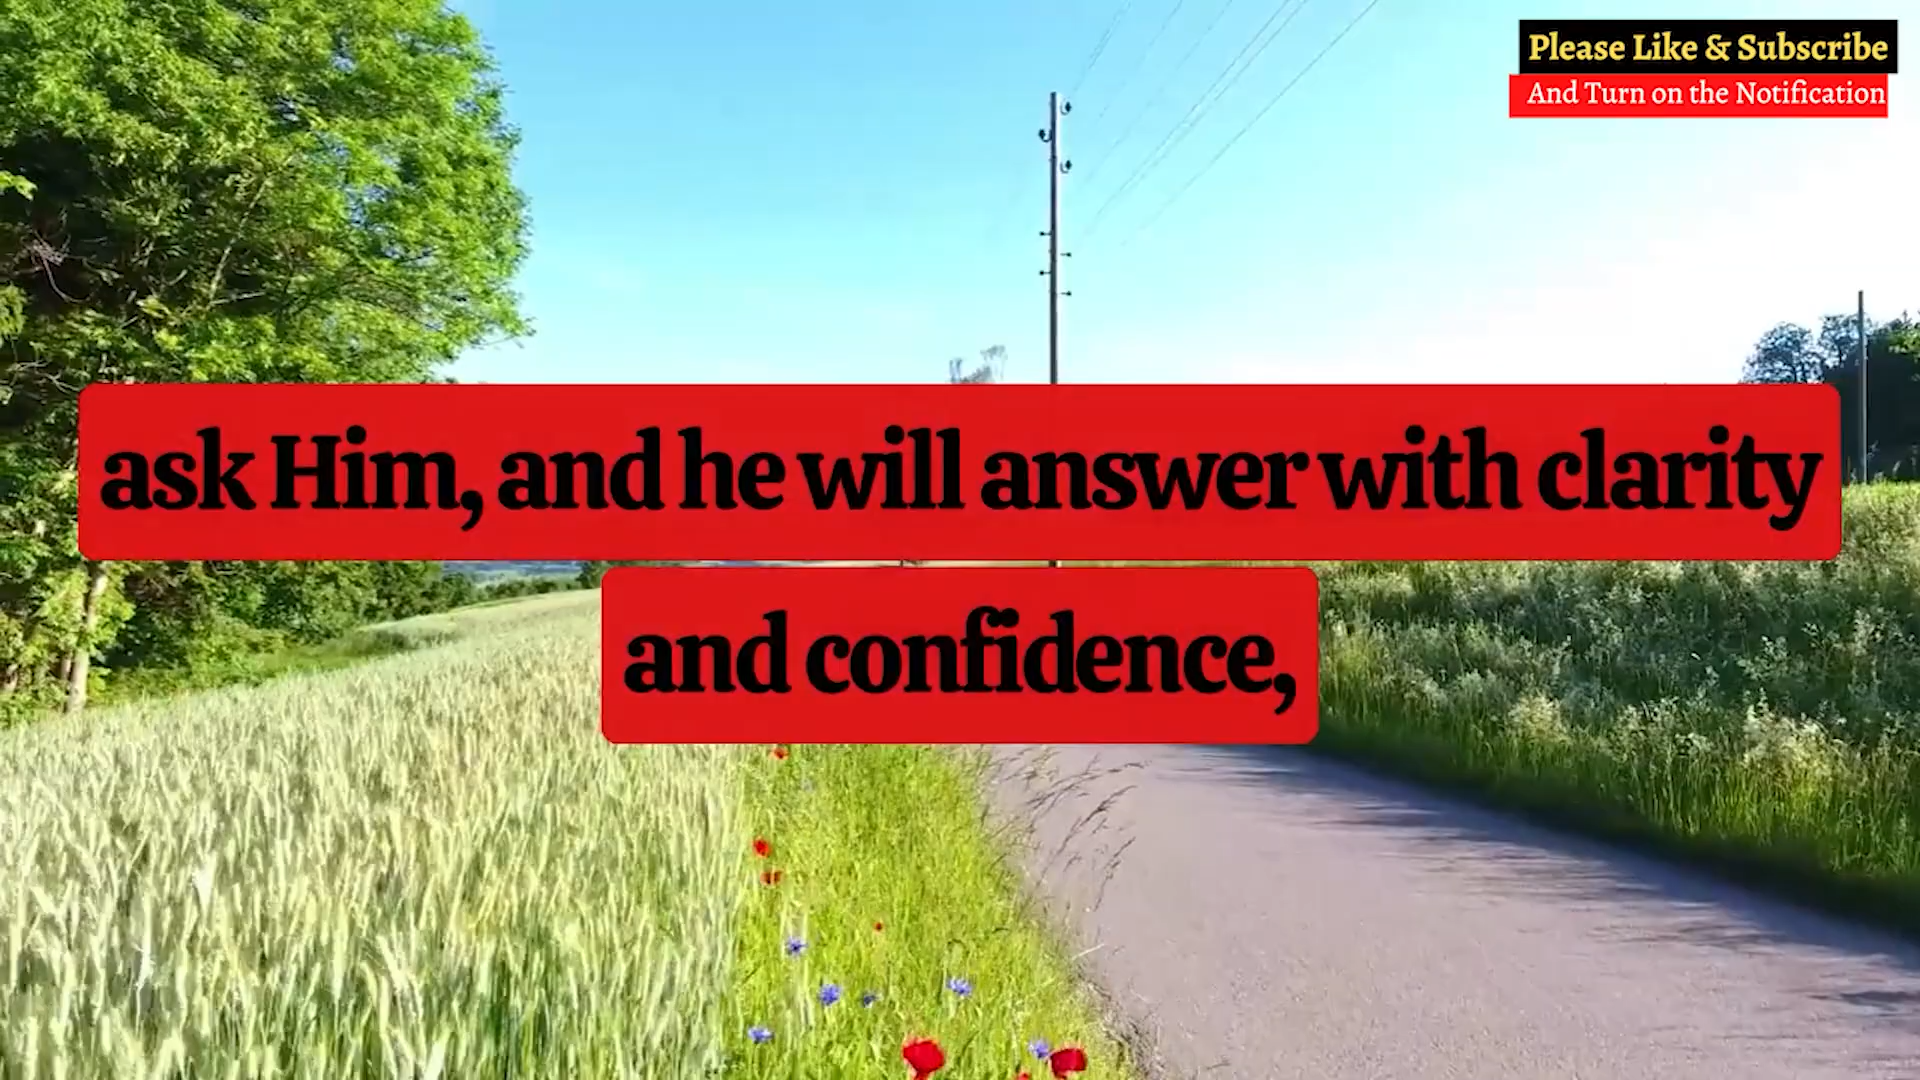 Please Like & Subscribe
And Turn on the Notification
ask Him, and he will answer with clarity
and confidence,